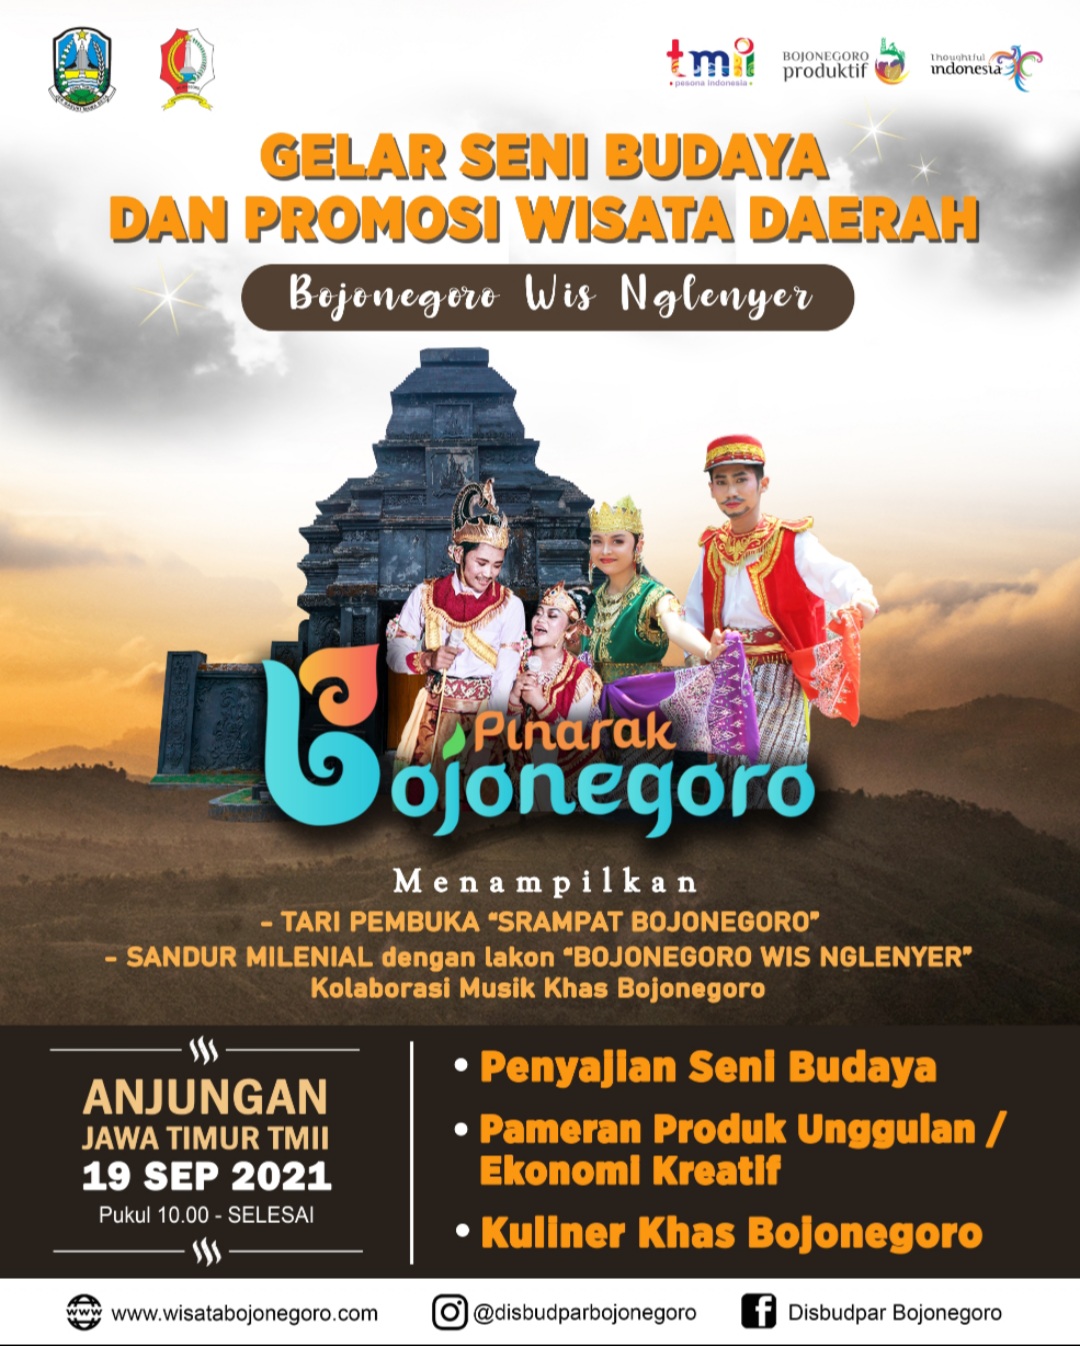 tmii
pesona indonesia
BOJONEGORO
produktif
thoughtful
indonesia
GELAR SENI BUDAYA
DAN PROMOSI WISATA DAERAH
Bojonegoro Wis Nglenyer
Pinarak
Bojonegoro
Menampilkan
- TARI PEMBUKA “SRAMPAT BOJONEGORO”
- SANDUR MILENIAL dengan lakon “BOJONEGORO WIS NGLENYER”
Kolaborasi Musik Khas Bojonegoro
ANJUNGAN
JAWA TIMUR TMII
19 SEP 2021
Pukul 10.00 - SELESAI
• Penyajian Seni Budaya
• Pameran Produk Unggulan /
Ekonomi Kreatif
• Kuliner Khas Bojonegoro
www.wisatabojonegoro.com
@disbudparbojonegoro
Disbudpar Bojonegoro